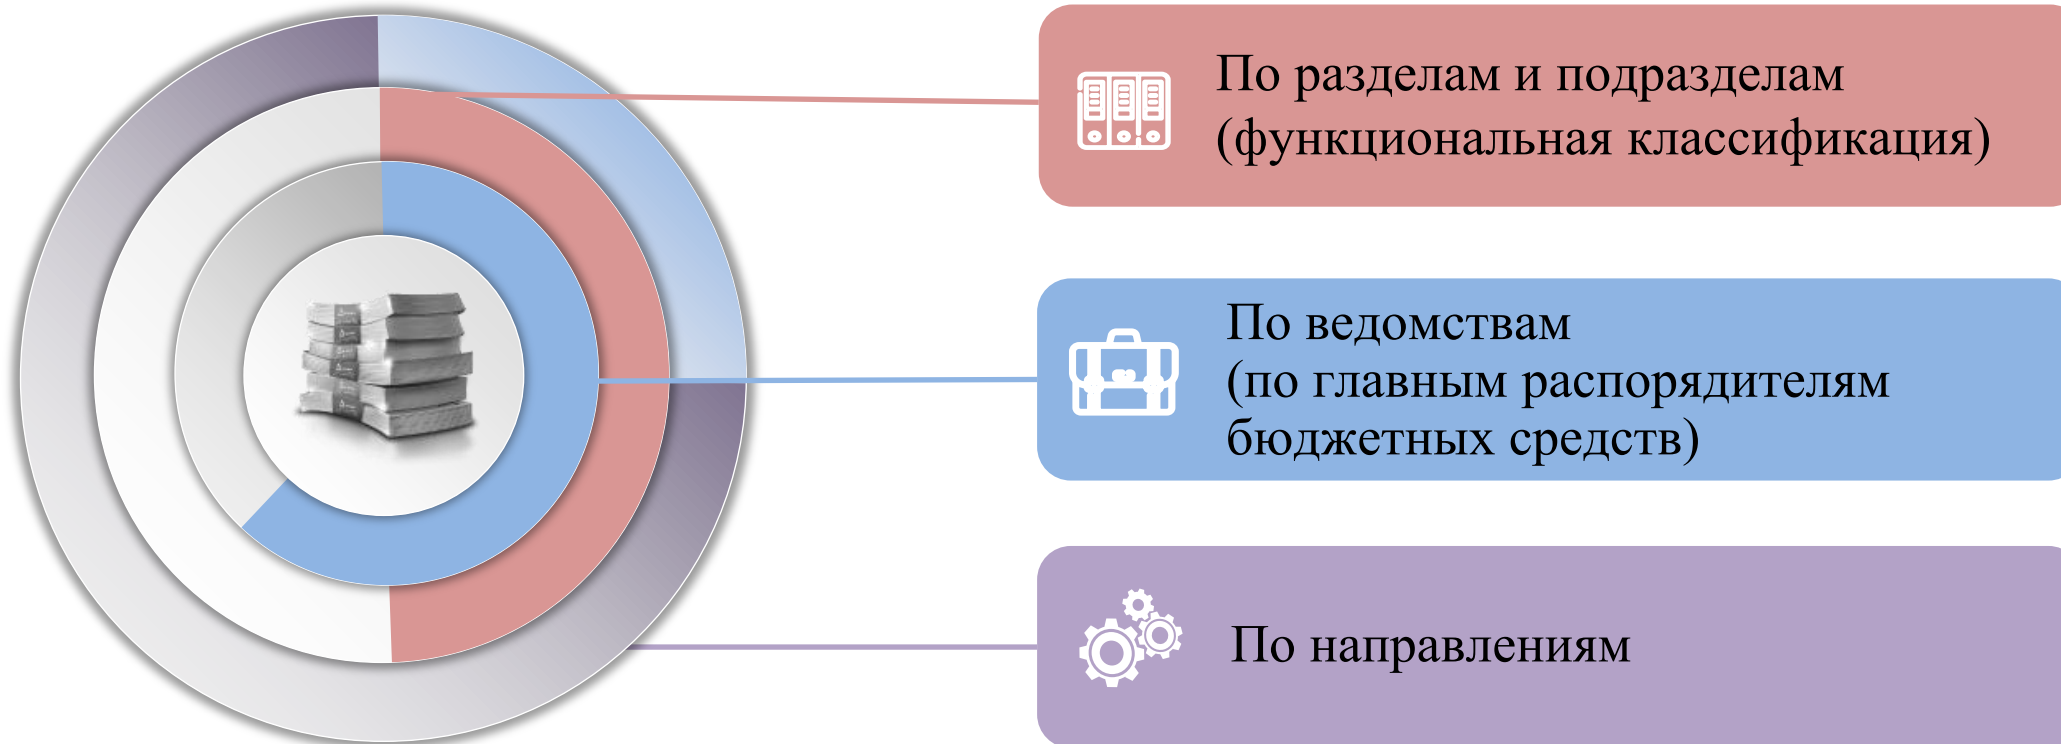 По разделам и подразделам
(функциональная классификация)
По ведомствам
(по главным распорядителям
бюджетных средств)
По направлениям